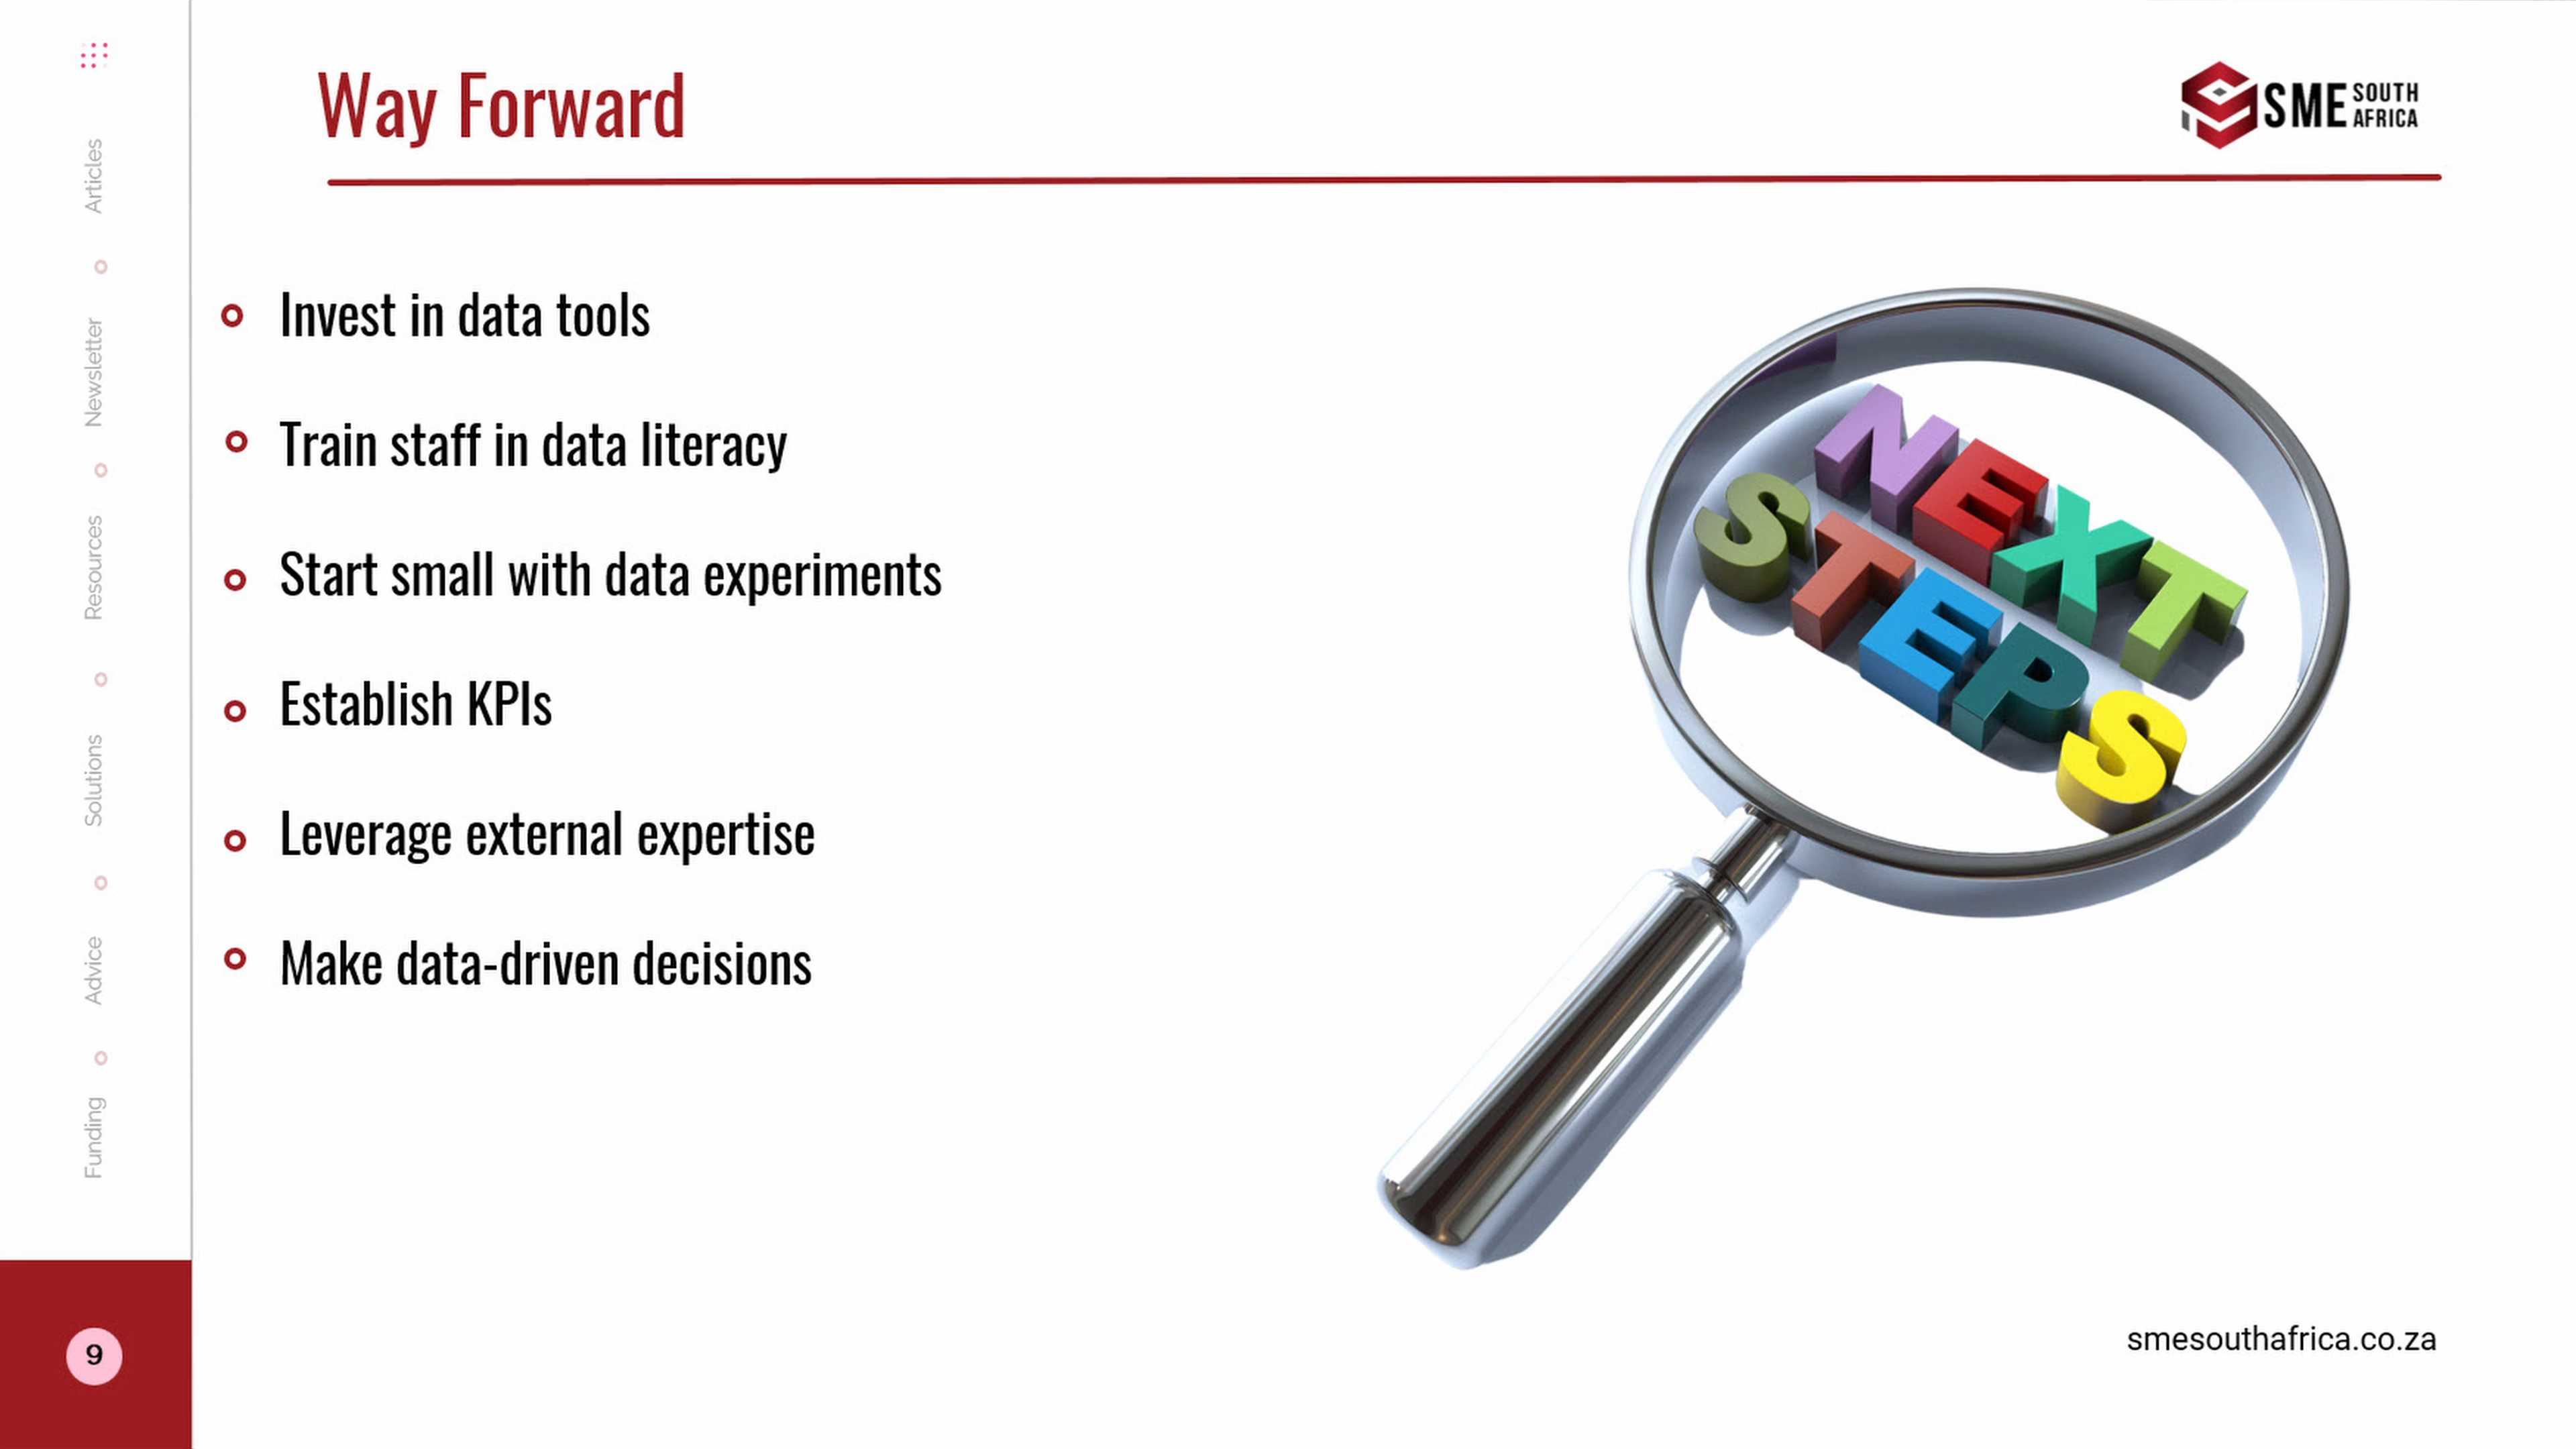 Way Forward
SME SOUTH
AFRICA
Articles
Newsletter
Resources
Solutions
Advice
Funding
Invest in data tools
Train staff in data literacy
Start small with data experiments
Establish KPIs
Leverage external expertise
Make data-driven decisions
NEXT
STEPS
9
smesouthafrica.co.za